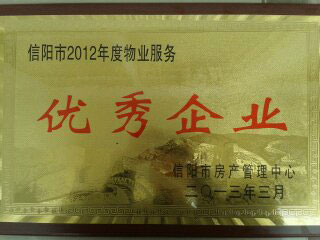 信阳市2012年度物业服务
优秀企业
信阳市房产管理中心
二〇一三年三月